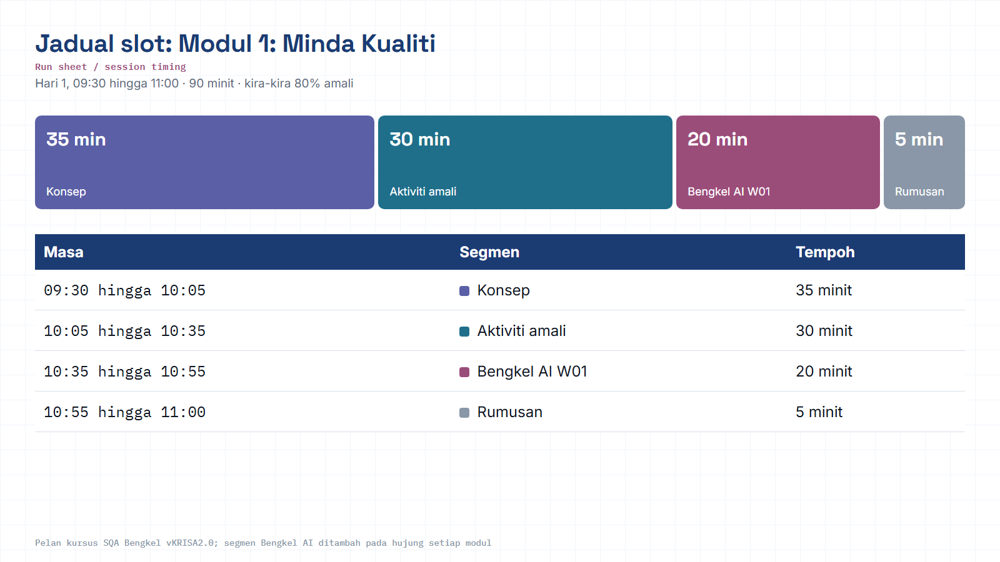 Jadual slot: Modul 1: Minda Kualiti
Run sheet / session timing
Hari 1, 09:30 hingga 11:00 · 90 minit · kira-kira 80% amali
35 min
30 min
20 min
5 min
Konsep
Aktiviti amali
Bengkel AI W01
Rumusan
Masa Segmen Tempoh
09:30 hingga 10:05 Konsep 35 minit
10:05 hingga 10:35 Aktiviti amali 30 minit
10:35 hingga 10:55 Bengkel AI W01 20 minit
10:55 hingga 11:00 Rumusan 5 minit
Pelan kursus SQA Bengkel vKRISA2.0; segmen Bengkel AI ditambah pada hujung setiap modul